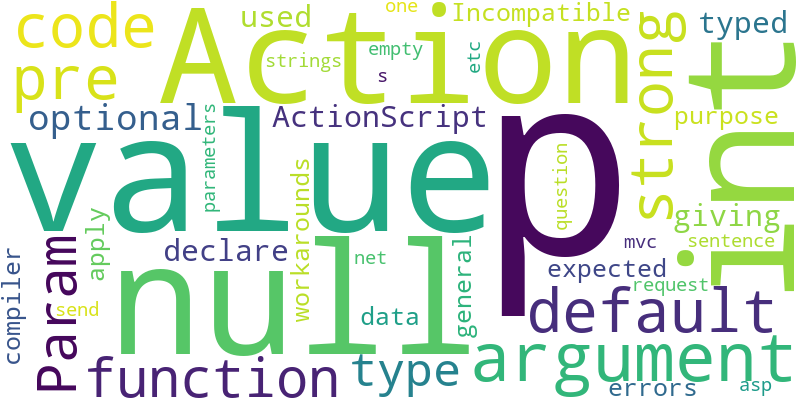 one
Incompatible
code
used
Action
typed
empty
strings
etc
s
pre
strong
int
optional
parameters
ActionScript
purpose
value
p
question
workarounds
giving
apply
declare
mvc
sentence
compiler
Param
null
net
general
expected
request
send
data
default
function
type
argument
errors
asp